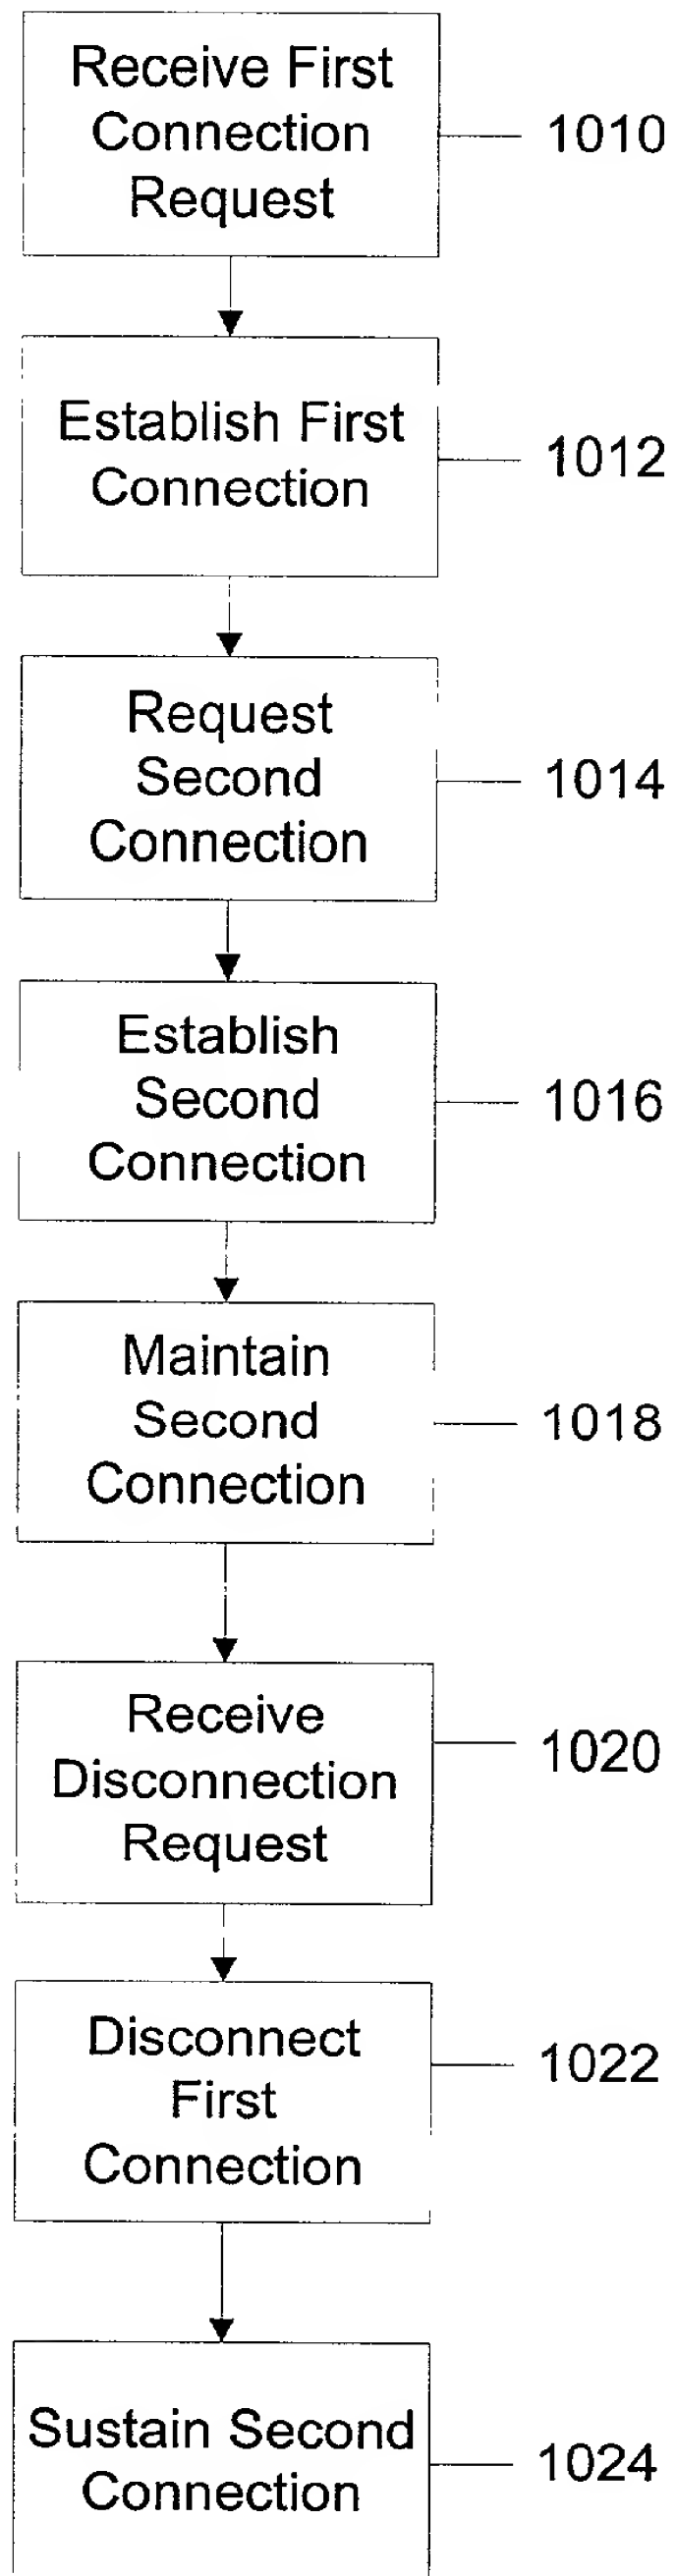 Receive First
Connection
Request
1010
Establish First
Connection
1012
Request
Second
Connection
1014
Establish
Second
Connection
1016
Maintain
Second
Connection
1018
Receive
Disconnection
Request
1020
Disconnect
First
Connection
1022
Sustain Second
Connection
1024